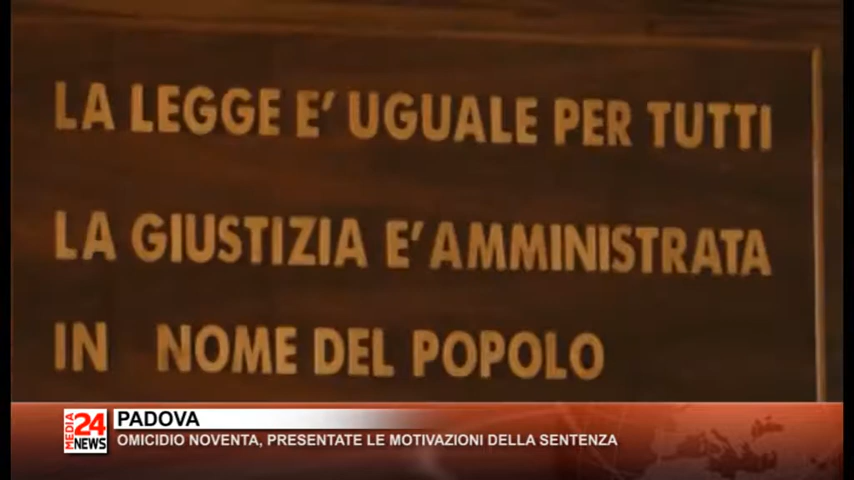 LA LEGGE E' UGUALE PER TUTTI
LA GIUSTIZIA E' AMMINISTRATA
IN NOME DEL POPOLO
MEDIA
24
NEWS
PADOVA
OMICIDIO NOVENTA, PRESENTATE LE MOTIVAZIONI DELLA SENTENZA